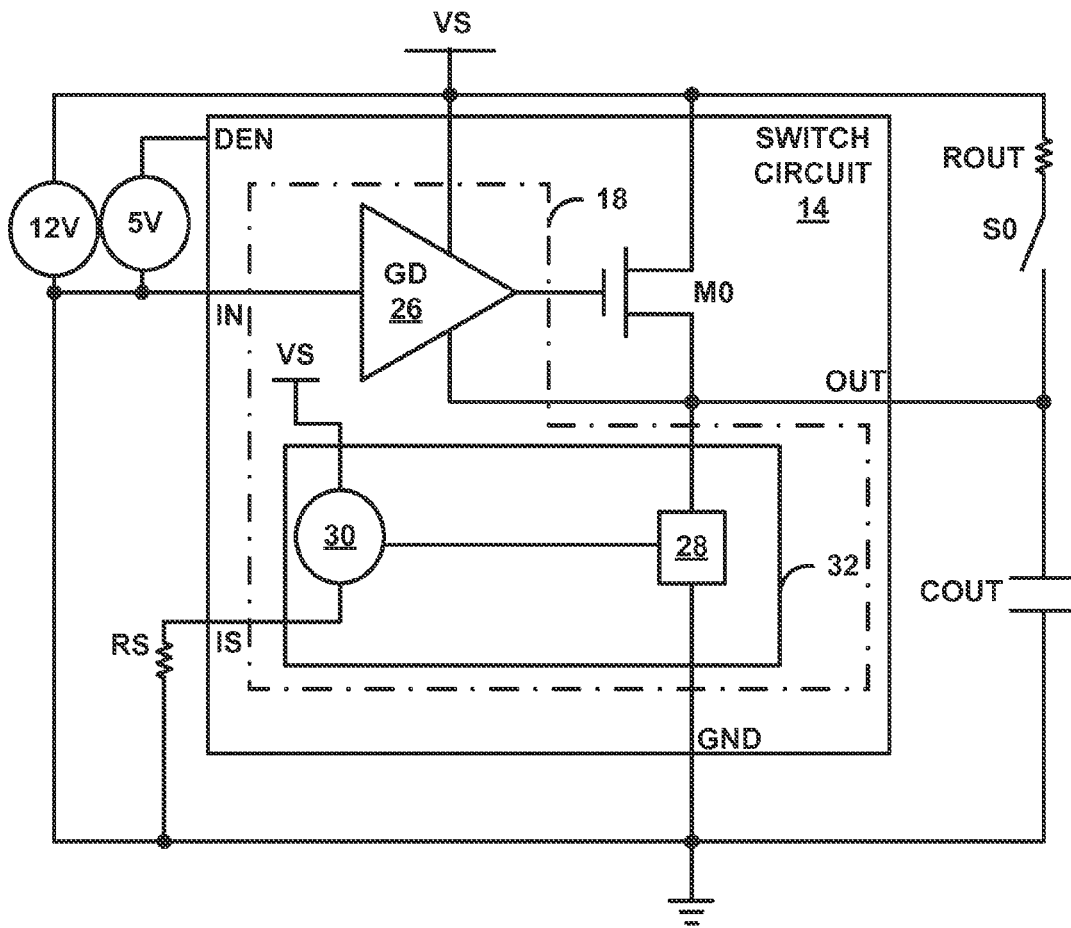 VS
DEN
SWITCH
CIRCUIT
14
ROUT
12V
5V
18
S0
GD
26
M0
IN
VS
OUT
30
28
32
COUT
RS
IS
GND